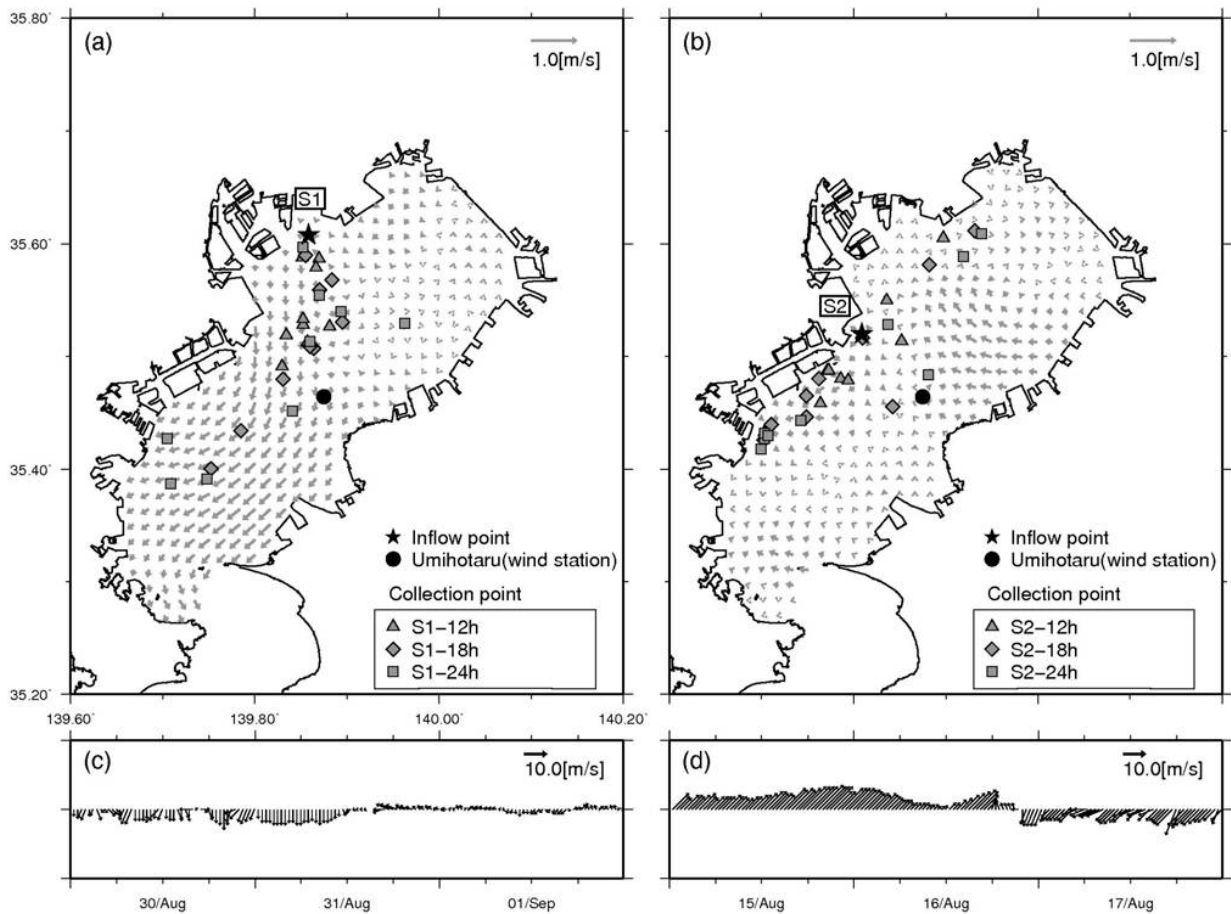 (a)
1.0[m/s]
S1
Inflow point
Umihotaru(wind station)
Collection point
S1−12h
S1−18h
S1−24h
35.80°
35.60°
35.40°
35.20°
139.60°
139.80°
140.00°
140.20°
(b)
1.0[m/s]
S2
Inflow point
Umihotaru(wind station)
Collection point
S2−12h
S2−18h
S2−24h
(c)
10.0[m/s]
30/Aug
31/Aug
01/Sep
(d)
10.0[m/s]
15/Aug
16/Aug
17/Aug